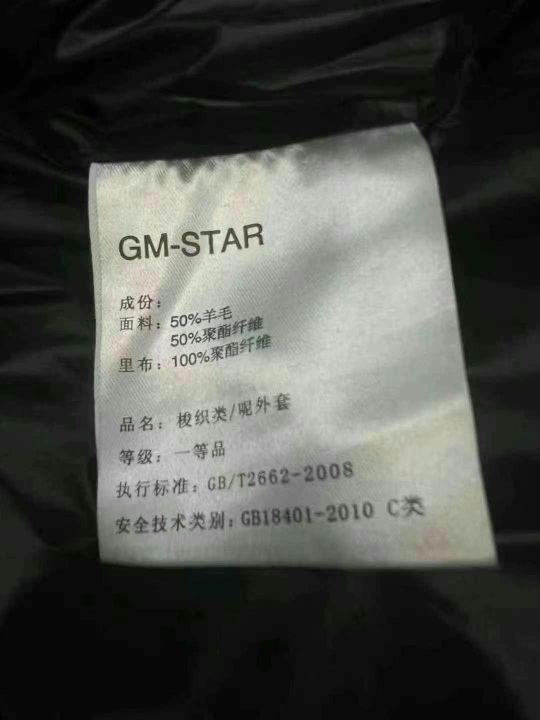 GM-STAR
成份：
面料：50%羊毛
50%聚酯纤维
里布：100%聚酯纤维
品名：梭织类/呢外套
等级：一等品
执行标准：GB/T2662-2008
安全技术类别：GB18401-2010 C类